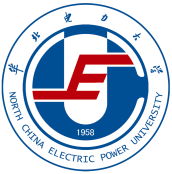 华北电力大学
1958
NORTH CHINA ELECTRIC POWER UNIVERSITY